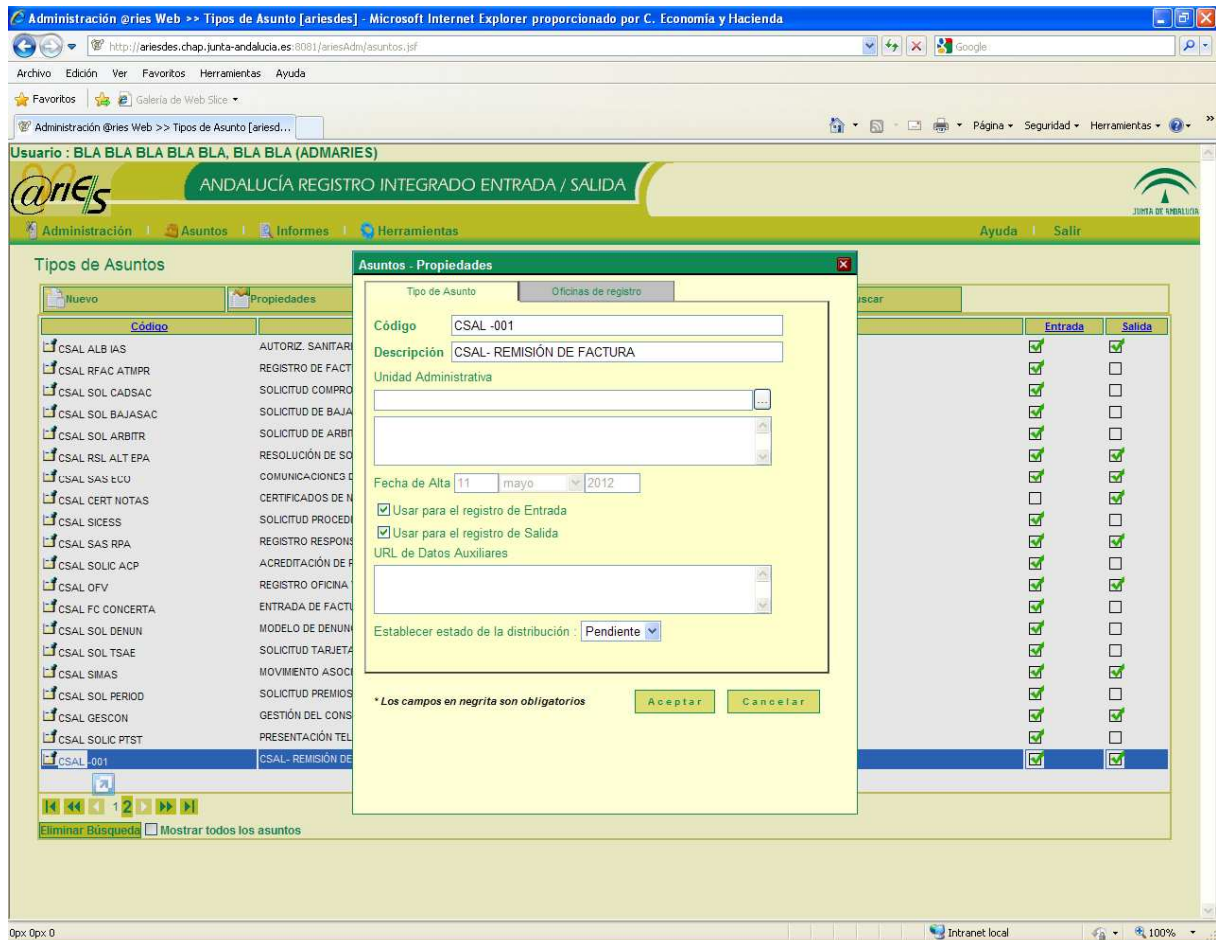 Administración @ries Web >> Tipos de Asunto [ariesdes] - Microsoft Internet Explorer proporcionado por C. Economía y Hacienda
http://ariesdes.chap.junta-andalucia.es:8081/ariesAdm/asuntos.jsf
Google
Archivo Edición Ver Favoritos Herramientas Ayuda
Favoritos Galería de Web Slice
Administración @ries Web >> Tipos de Asunto [ariesd...
Página Seguridad Herramientas »
Usuario : BLA BLA BLA BLA BLA, BLA BLA (ADMARIES)
@riEs
ANDALUCÍA REGISTRO INTEGRADO ENTRADA / SALIDA
JUNTA DE ANDALUCIA
Administración | Asuntos | Informes | Herramientas Ayuda | Salir
Tipos de Asuntos
Nuevo Propiedades scar
Código Entrada Salida
CSAL ALB IAS AUTORIZ. SANITARI
CSAL RFAC ATMPR REGISTRO DE FACT
CSAL SOL CADSAC SOLICITUD COMPRO
CSAL SOL BAJASAC SOLICITUD DE BAJA
CSAL SOL ARBITR SOLICITUD DE ARBIT
CSAL RSL ALT EPA RESOLUCIÓN DE SO
CSAL SAS ECO COMUNICACIONES D
CSAL CERT NOTAS CERTIFICADOS DE N
CSAL SICESS SOLICITUD PROCEDI
CSAL SAS RPA REGISTRO RESPONS
CSAL SOLIC ACP ACREDITACIÓN DE P
CSAL OFV REGISTRO OFICINA
CSAL FC CONCERTA ENTRADA DE FACTU
CSAL SOL DENUN MODELO DE DENUN
CSAL SOL TSAE SOLICITUD TARJETA
CSAL SIMAS MOVIMIENTO ASOCI
CSAL SOL PERIOD SOLICITUD PREMIOS
CSAL GESCON GESTIÓN DEL CONS
CSAL SOLIC PTST PRESENTACIÓN TEL
CSAL -001 CSAL- REMISIÓN DE
1 2
Eliminar Búsqueda Mostrar todos los asuntos
Asuntos - Propiedades
Tipo de Asunto Oficinas de registro
Código CSAL -001
Descripción CSAL- REMISIÓN DE FACTURA
Unidad Administrativa
...
Fecha de Alta 11 mayo 2012
Usar para el registro de Entrada
Usar para el registro de Salida
URL de Datos Auxiliares
Establecer estado de la distribución : Pendiente
* Los campos en negrita son obligatorios Aceptar Cancelar
0px 0px 0 Intranet local 100%